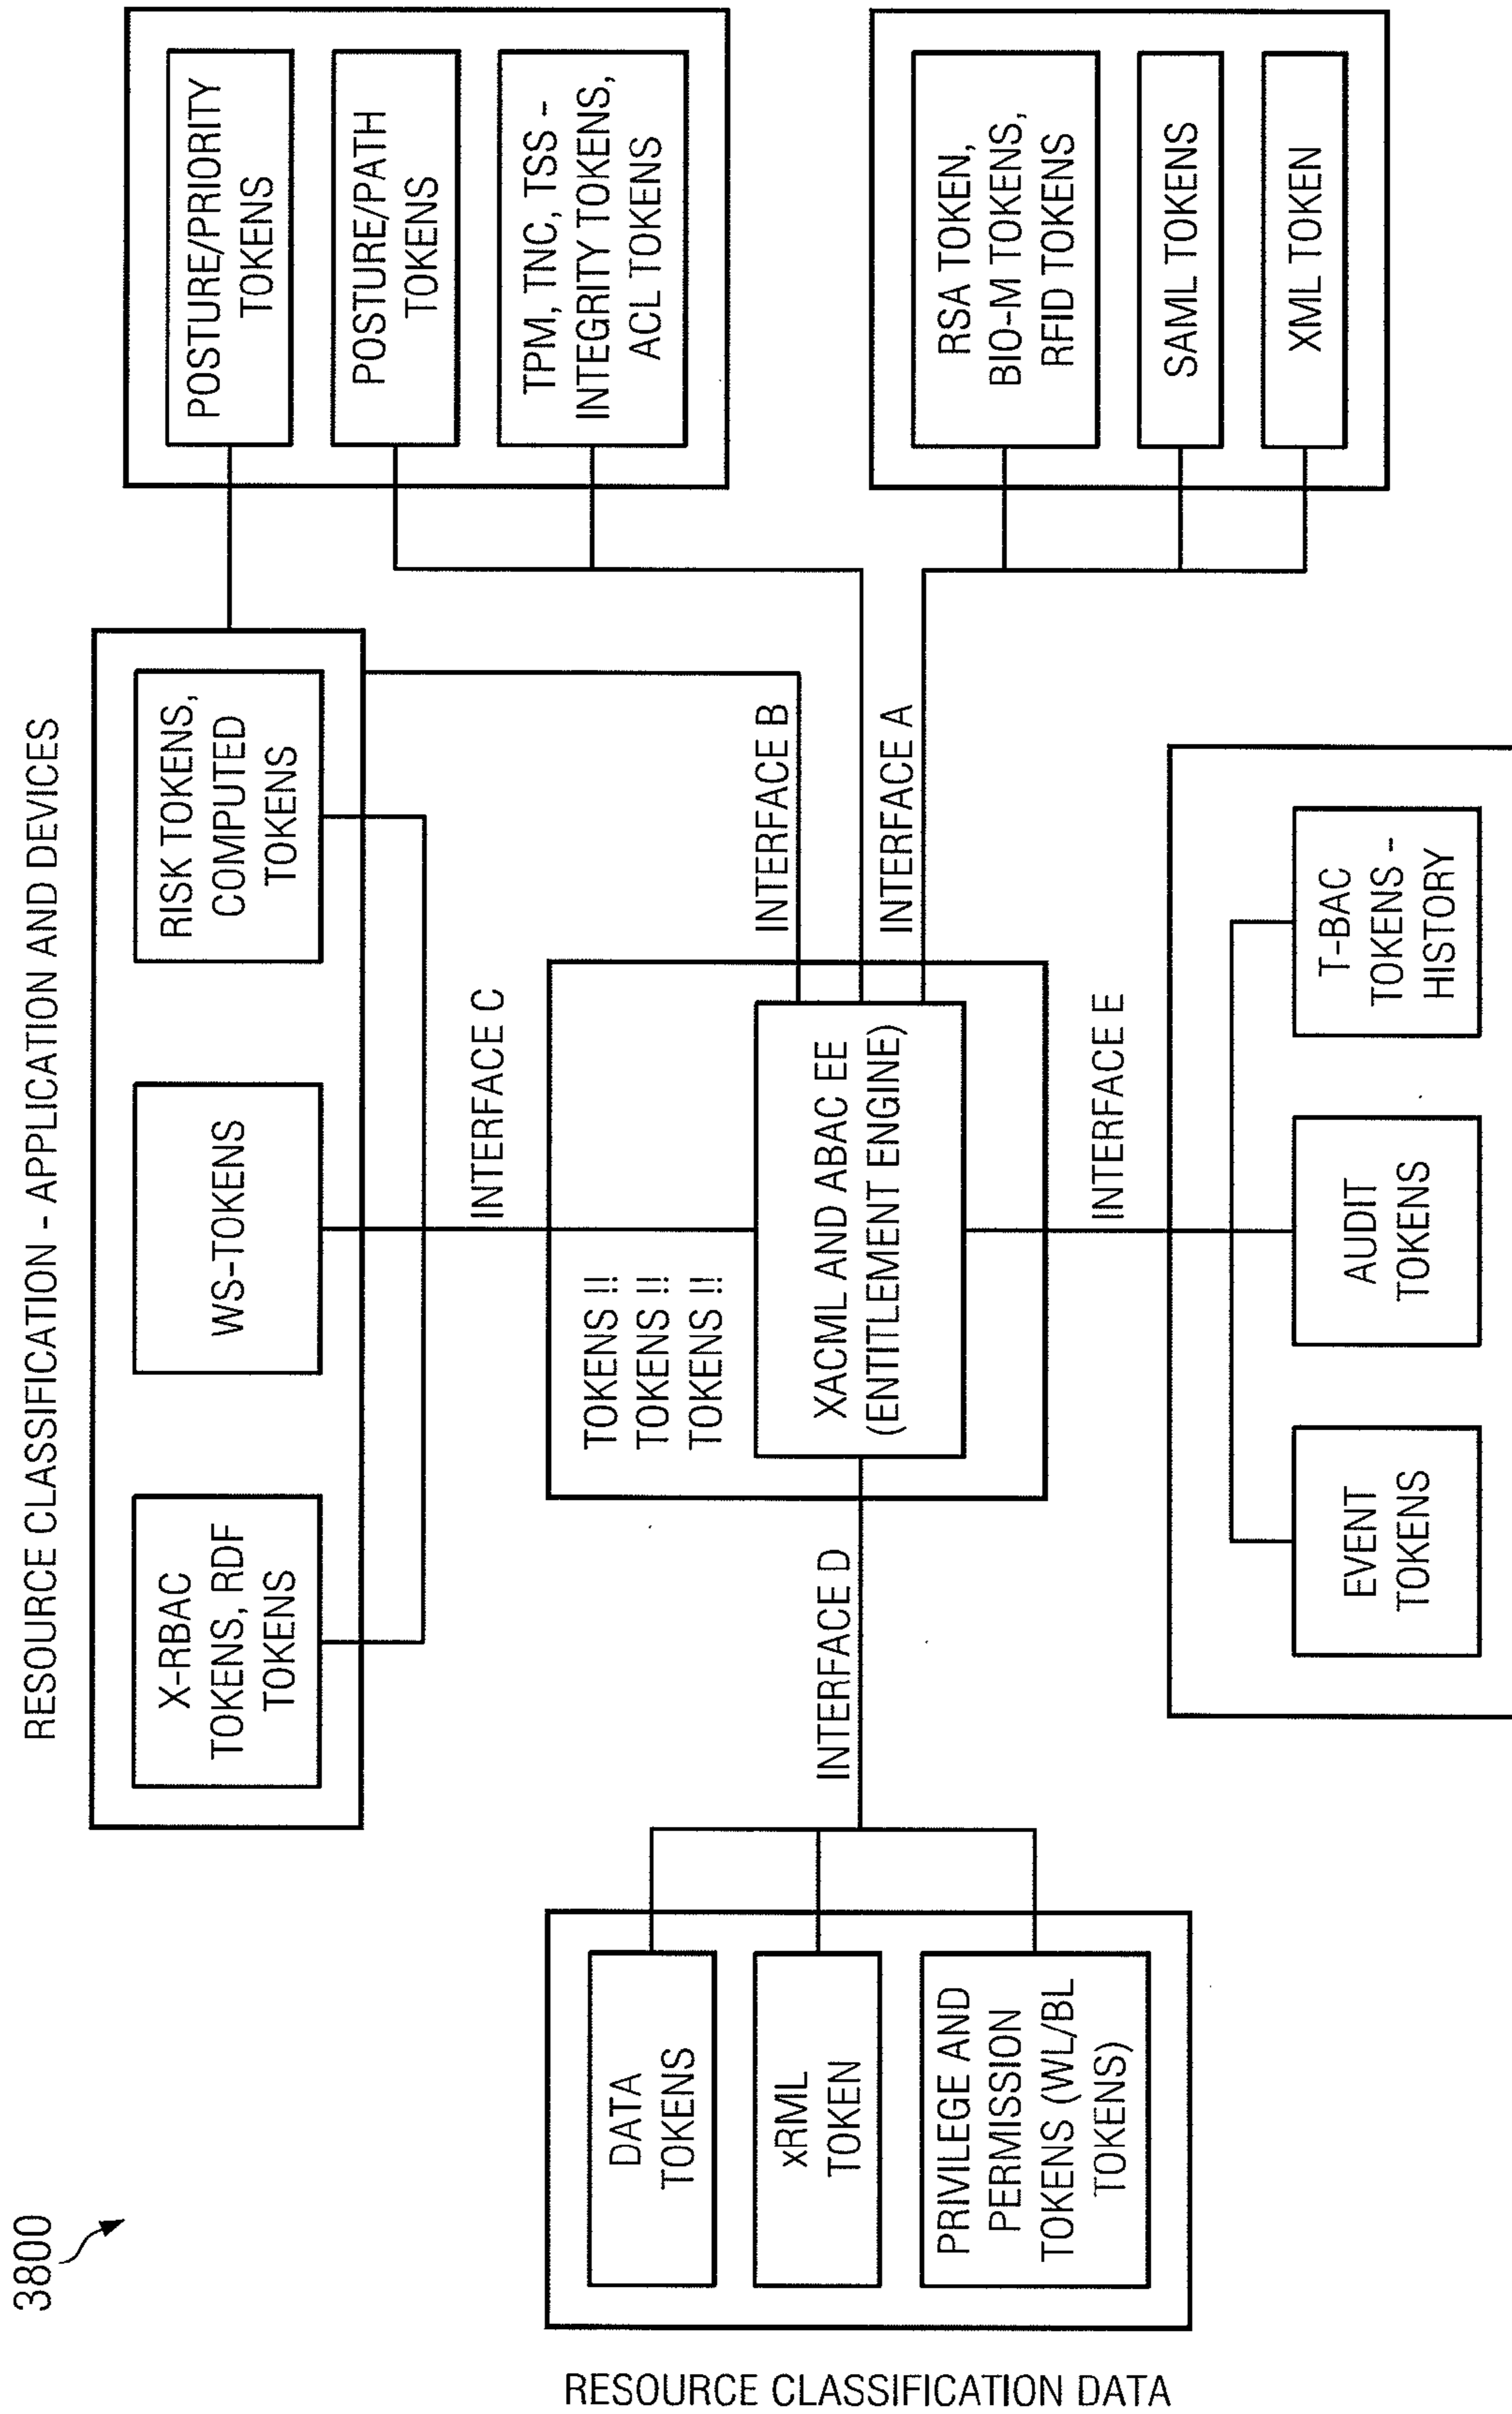 3800
RESOURCE CLASSIFICATION - APPLICATION AND DEVICES
X-RBAC
TOKENS, RDF
TOKENS
WS-TOKENS
RISK TOKENS,
COMPUTED
TOKENS
POSTURE/PRIORITY
TOKENS
POSTURE/PATH
TOKENS
TPM, TNC, TSS -
INTEGRITY TOKENS,
ACL TOKENS
INTERFACE C
INTERFACE B
INTERFACE A
TOKENS !!
TOKENS !!
TOKENS !!
XACML AND ABAC EE
(ENTITLEMENT ENGINE)
INTERFACE D
INTERFACE E
DATA
TOKENS
xRML
TOKEN
PRIVILEGE AND
PERMISSION
TOKENS (WL/BL
TOKENS)
RESOURCE CLASSIFICATION DATA
RSA TOKEN,
BIO-M TOKENS,
RFID TOKENS
SAML TOKENS
XML TOKEN
EVENT
TOKENS
AUDIT
TOKENS
T-BAC
TOKENS -
HISTORY